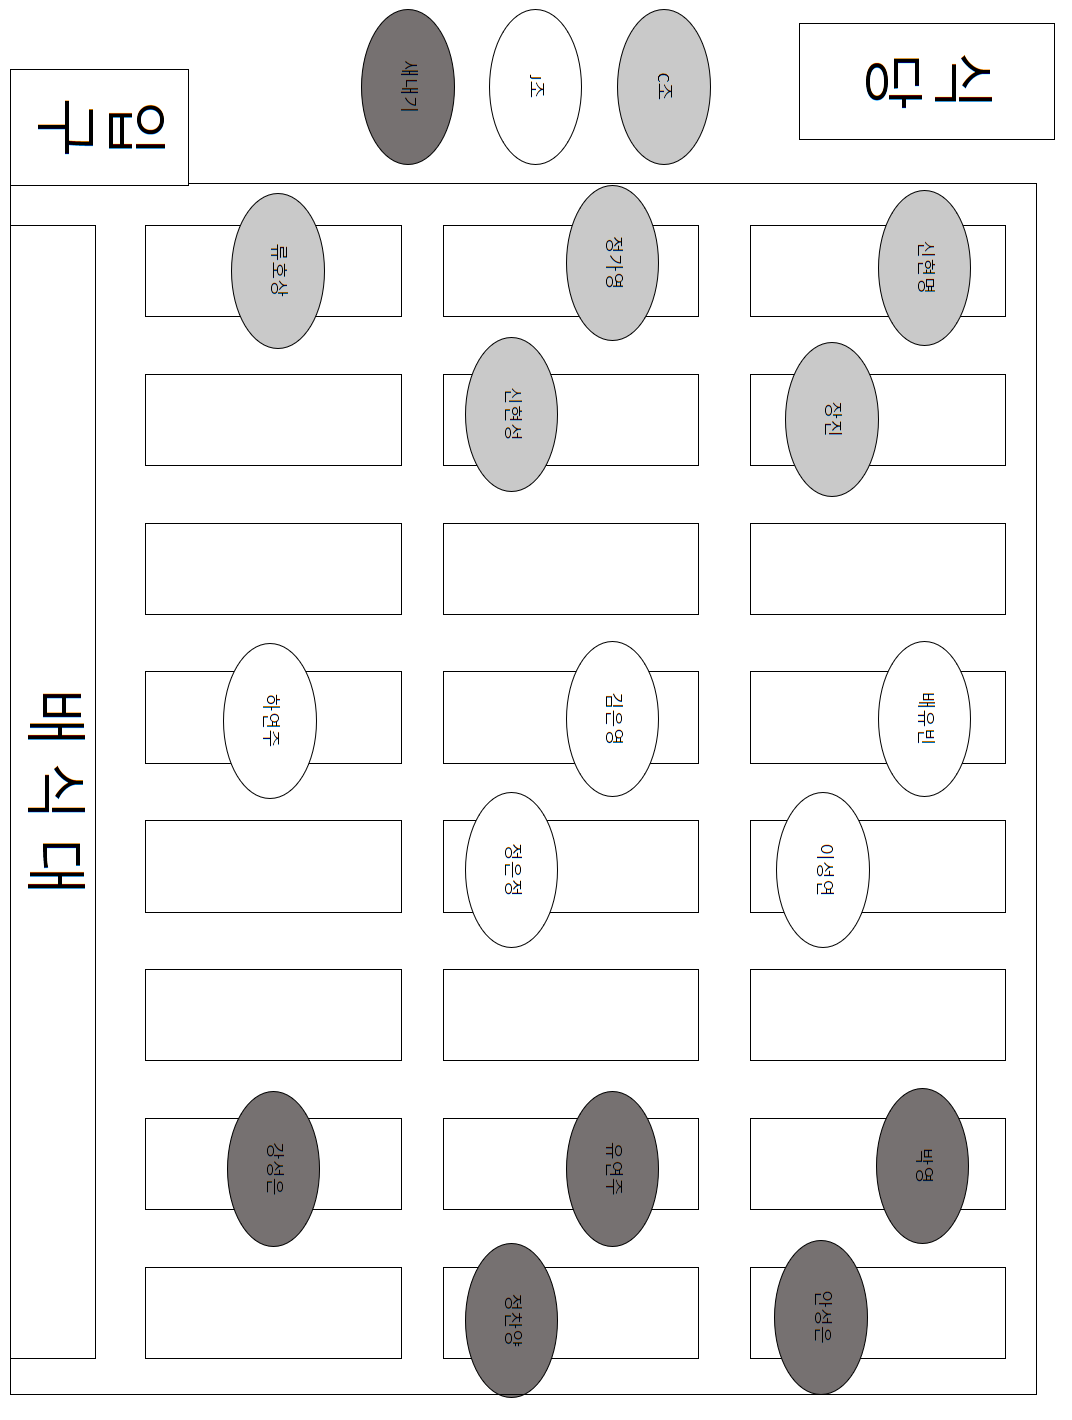 식
당
C조
J조
새내기
신현명
배유빈
박영
장진
이성연
안성은
정가영
김은영
유연주
신현성
정은정
정찬양
류호상
하연주
강성은
입
구
배 식 대